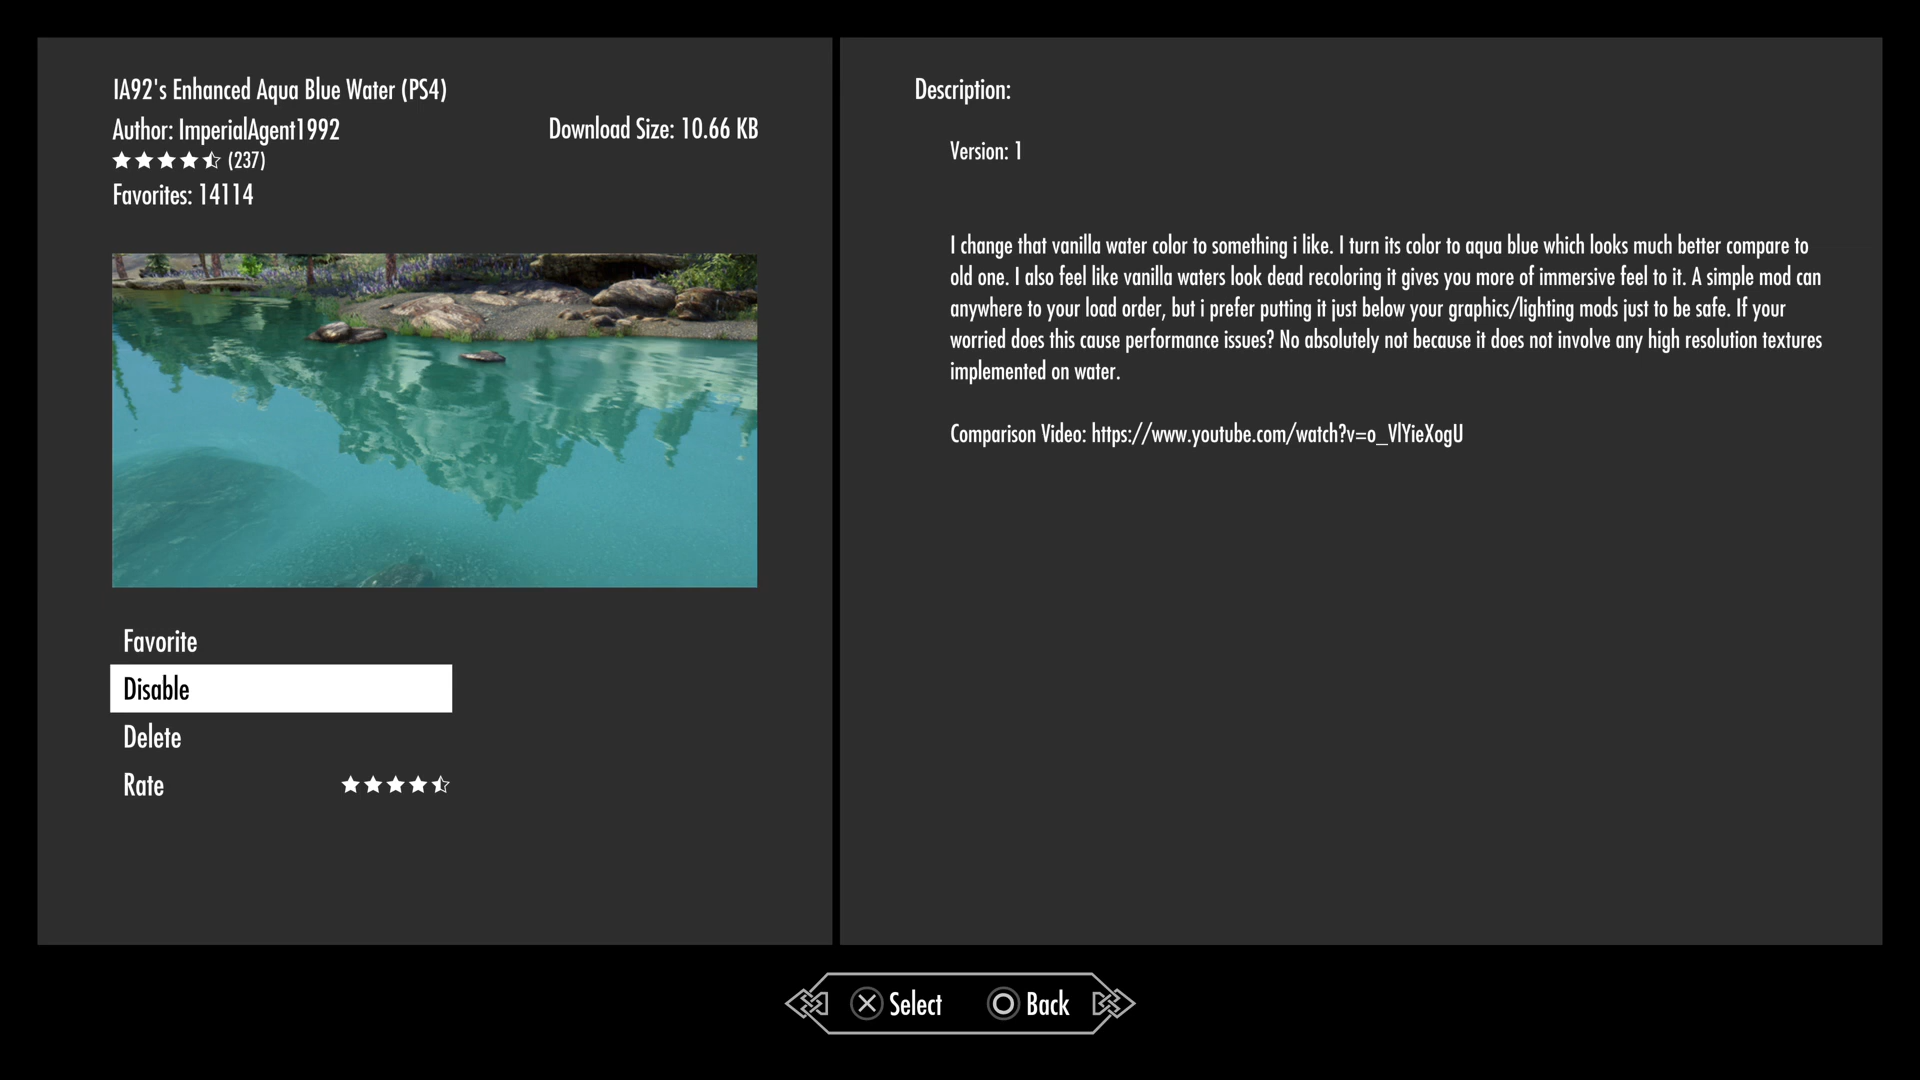 IA92's Enhanced Aqua Blue Water (PS4)
Author: ImperialAgent1992
Download Size: 10.66 KB
(237)
Favorites: 14114
Favorite
Disable
Delete
Rate
Description:
Version: 1
I change that vanilla water color to something i like. I turn its color to aqua blue which looks much better compare to
old one. I also feel like vanilla waters look dead recoloring it gives you more of immersive feel to it. A simple mod can
anywhere to your load order, but i prefer putting it just below your graphics/lighting mods just to be safe. If your
worried does this cause performance issues? No absolutely not because it does not involve any high resolution textures
implemented on water.
Comparison Video: https://www.youtube.com/watch?v=o_VlYieXogU
Select
Back